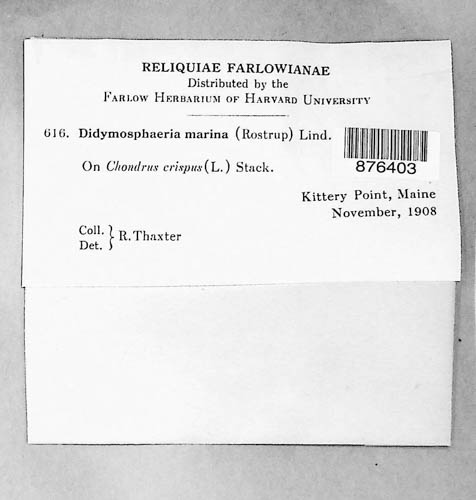 RELIQUIAE FARLOWIANAE
Distributed by the
FARLOW HERBARIUM OF HARVARD UNIVERSITY
616. Didymosphaeria marina (Rostrup) Lind.
876403
On Chondrus crispus (L.) Stack.
Kittery Point, Maine
November, 1908
Coll. } R. Thaxter
Det.